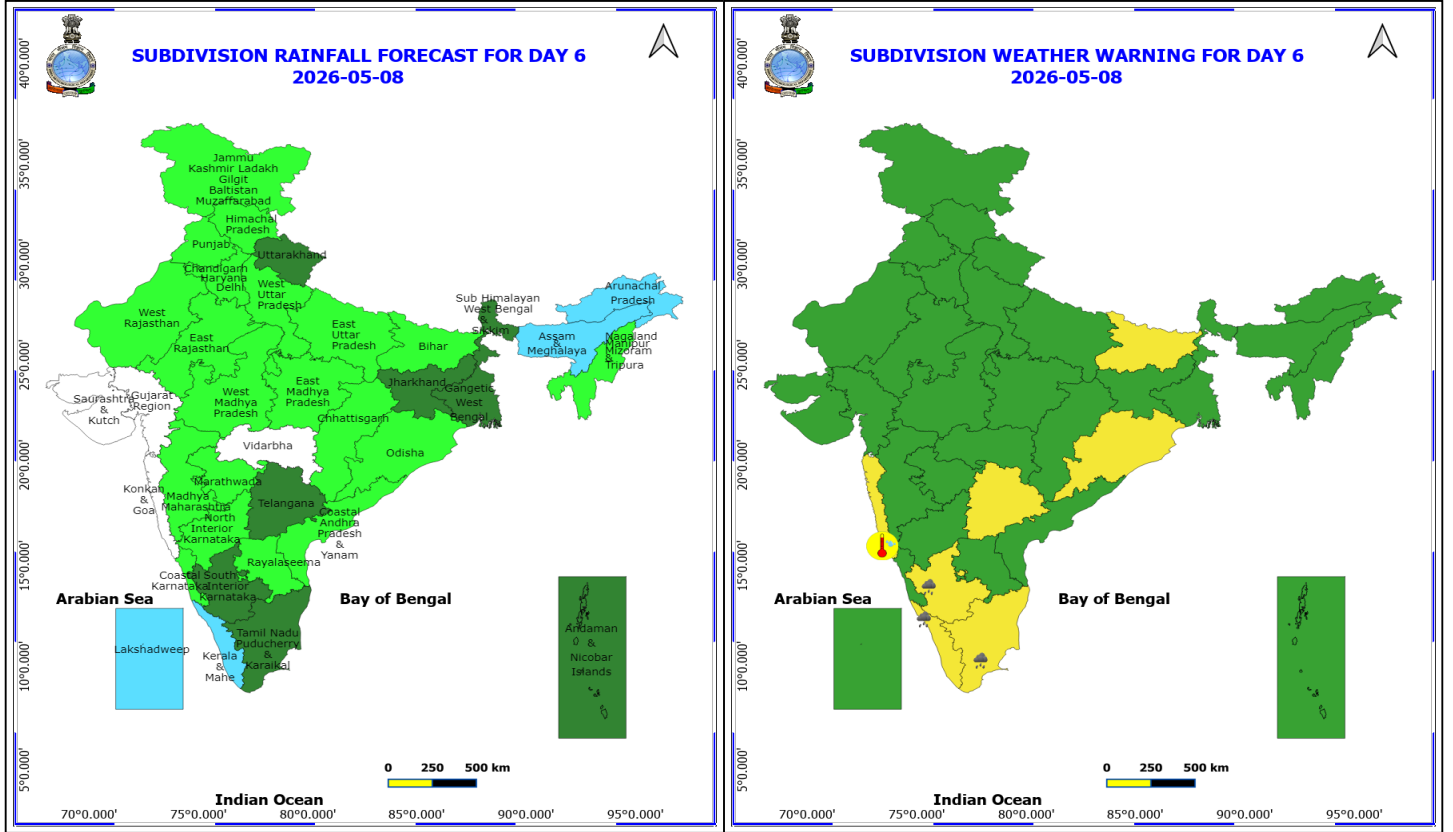 SUBDIVISION RAINFALL FORECAST FOR DAY 6
2026-05-08
40°0.000'
35°0.000'
30°0.000'
25°0.000'
20°0.000'
15°0.000'
10°0.000'
5°0.000'
Jammu
Kashmir Ladakh
Gilgit
Baltistan
Muzaffarabad
Himachal
Pradesh
Punjab
Uttarakhand
Chandigarh
Haryana
Delhi
West
Uttar
Pradesh
Arunachal
Pradesh
Sub Himalayan
West Bengal
&
Sikkim
West
Rajasthan
East
Rajasthan
East
Uttar
Pradesh
Bihar
Assam
&
Meghalaya
Nagaland
Manipur
Mizoram
&
Tripura
Saurashtra
&
Kutch
Gujarat
Region
West
Madhya
Pradesh
East
Madhya
Pradesh
Jharkhand
Gangetic
West
Bengal
Chhattisgarh
Vidarbha
Odisha
Konkan
&
Goa
Marathwada
Madhya
Maharashtra
Telangana
North
Interior
Karnataka
Coastal
Andhra
Pradesh
&
Yanam
Rayalaseema
Coastal
Karnataka
South
Interior
Karnataka
Arabian Sea
Bay of Bengal
Lakshadweep
Kerala
&
Mahe
Tamil Nadu
Puducherry
&
Karaikal
Andaman
&
Nicobar
Islands
0 250 500 km
Indian Ocean
70°0.000' 75°0.000' 80°0.000' 85°0.000' 90°0.000' 95°0.000'
SUBDIVISION WEATHER WARNING FOR DAY 6
2026-05-08
40°0.000'
35°0.000'
30°0.000'
25°0.000'
20°0.000'
15°0.000'
10°0.000'
5°0.000'
Arabian Sea
Bay of Bengal
0 250 500 km
Indian Ocean
70°0.000' 75°0.000' 80°0.000' 85°0.000' 90°0.000' 95°0.000'